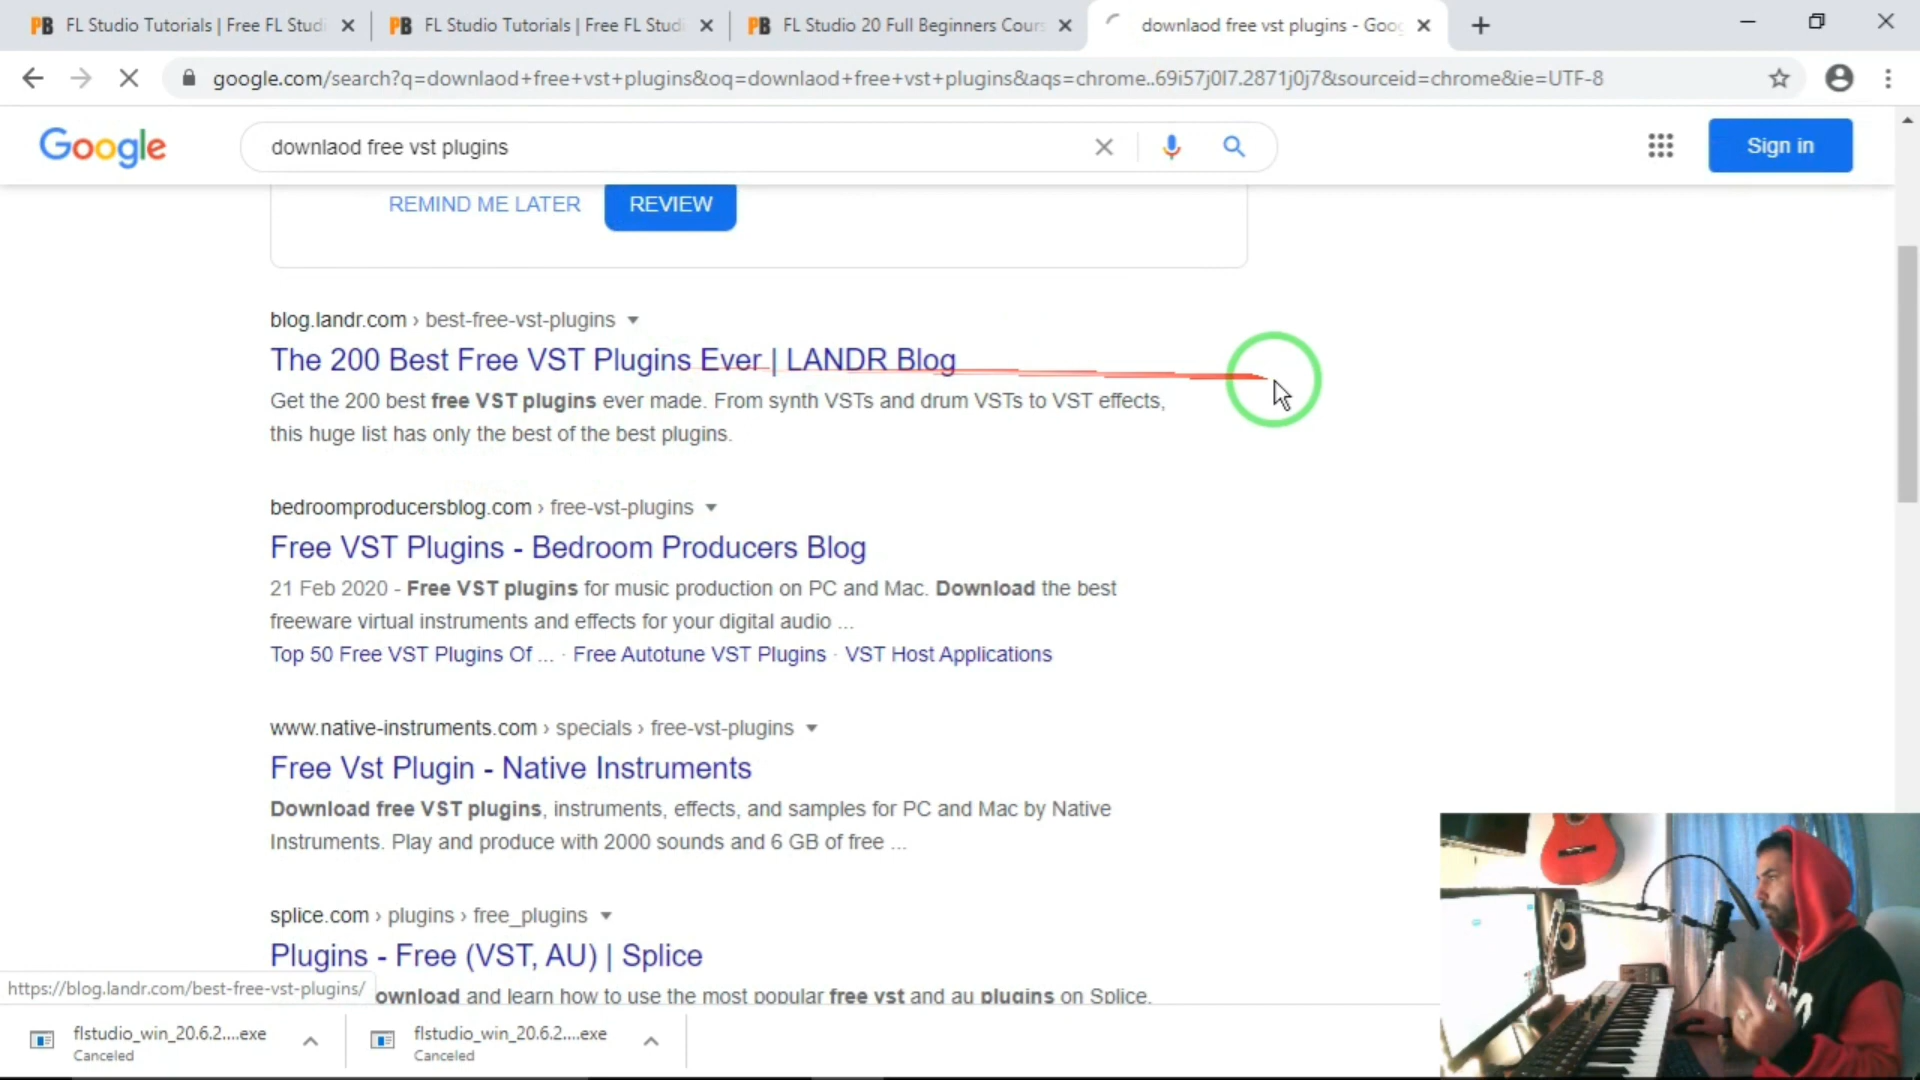 FL Studio Tutorials | Free FL Studi
FL Studio Tutorials | Free FL Studi
FL Studio 20 Full Beginners Cours
downlaod free vst plugins - Goog
google.com/search?q=downlaod+free+vst+plugins&oq=downlaod+free+vst+plugins&aqs=chrome..69i57j0l7.2871j0j7&sourceid=chrome&ie=UTF-8
Google
downlaod free vst plugins
Sign in
REMIND ME LATER
REVIEW
blog.landr.com › best-free-vst-plugins
The 200 Best Free VST Plugins Ever | LANDR Blog
Get the 200 best free VST plugins ever made. From synth VSTs and drum VSTs to VST effects,
this huge list has only the best of the best plugins.
bedroomproducersblog.com › free-vst-plugins
Free VST Plugins - Bedroom Producers Blog
21 Feb 2020 - Free VST plugins for music production on PC and Mac. Download the best
freeware virtual instruments and effects for your digital audio ...
Top 50 Free VST Plugins Of ... · Free Autotune VST Plugins · VST Host Applications
www.native-instruments.com › specials › free-vst-plugins
Free Vst Plugin - Native Instruments
Download free VST plugins, instruments, effects, and samples for PC and Mac by Native
Instruments. Play and produce with 2000 sounds and 6 GB of free ...
splice.com › plugins › free_plugins
Plugins - Free (VST, AU) | Splice
https://blog.landr.com/best-free-vst-plugins/
ownload and learn how to use the most popular free vst and au plugins on Splice.
flstudio_win_20.6.2....exe
Canceled
flstudio_win_20.6.2....exe
Canceled